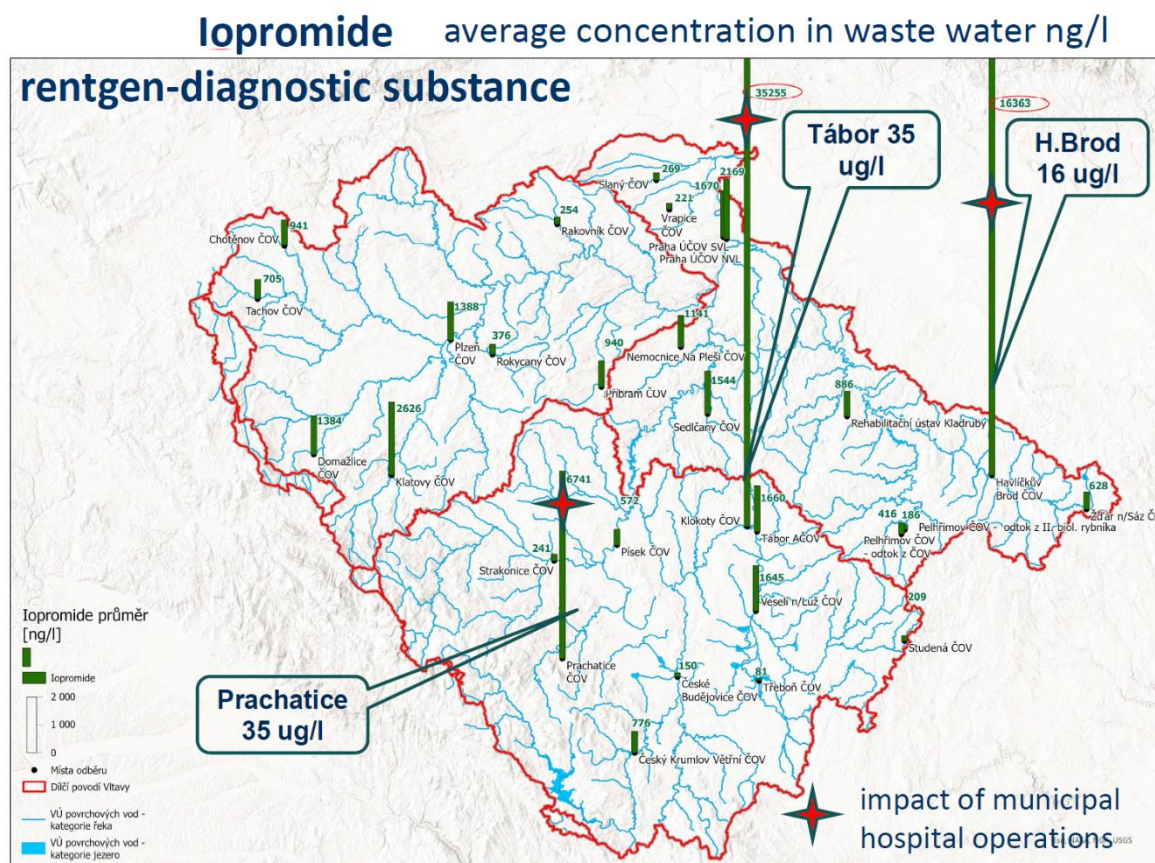 Iopromide average concentration in waste water ng/l
rentgen-diagnostic substance
35255
16363
Tábor 35
ug/l
H.Brod
16 ug/l
269
Slaný ČOV
2169
1670
221
Vrapice
ČOV
254
Rakovník ČOV
Praha ÚČOV SVL
Praha ÚČOV NVL
941
Chotěnov ČOV
705
Tachov ČOV
1388
Plzeň
ČOV
376
Rokycany ČOV
1141
Nemocnice Na Pleši ČOV
940
Příbram ČOV
1544
Sedlčany ČOV
886
Rehabilitační ústav Kladruby
1384
Domažlice
ČOV
2626
Klatovy ČOV
6741
572
Písek ČOV
241
Strakonice ČOV
Klokoty ČOV
1660
Tábor AČOV
Havlíčkův
Brod ČOV
628
Žďár n/Sáz
416
186
Pelhřimov ČOV - odtok z II. biol. rybníka
Pelhřimov ČOV
- odtok z ČOV
1645
Veselí n/Luž ČOV
209
Studená ČOV
Prachatice
ČOV
150
České
Budějovice ČOV
81
Třeboň ČOV
776
Český Krumlov Větřní ČOV
Prachatice
35 ug/l
Iopromide průměr
[ng/l]
Iopromide
2 000
1 000
0
Místa odběru
Dílčí povodí Vltavy
VÚ povrchových vod -
kategorie řeka
VÚ povrchových vod -
kategorie jezero
impact of municipal
hospital operations
USGS